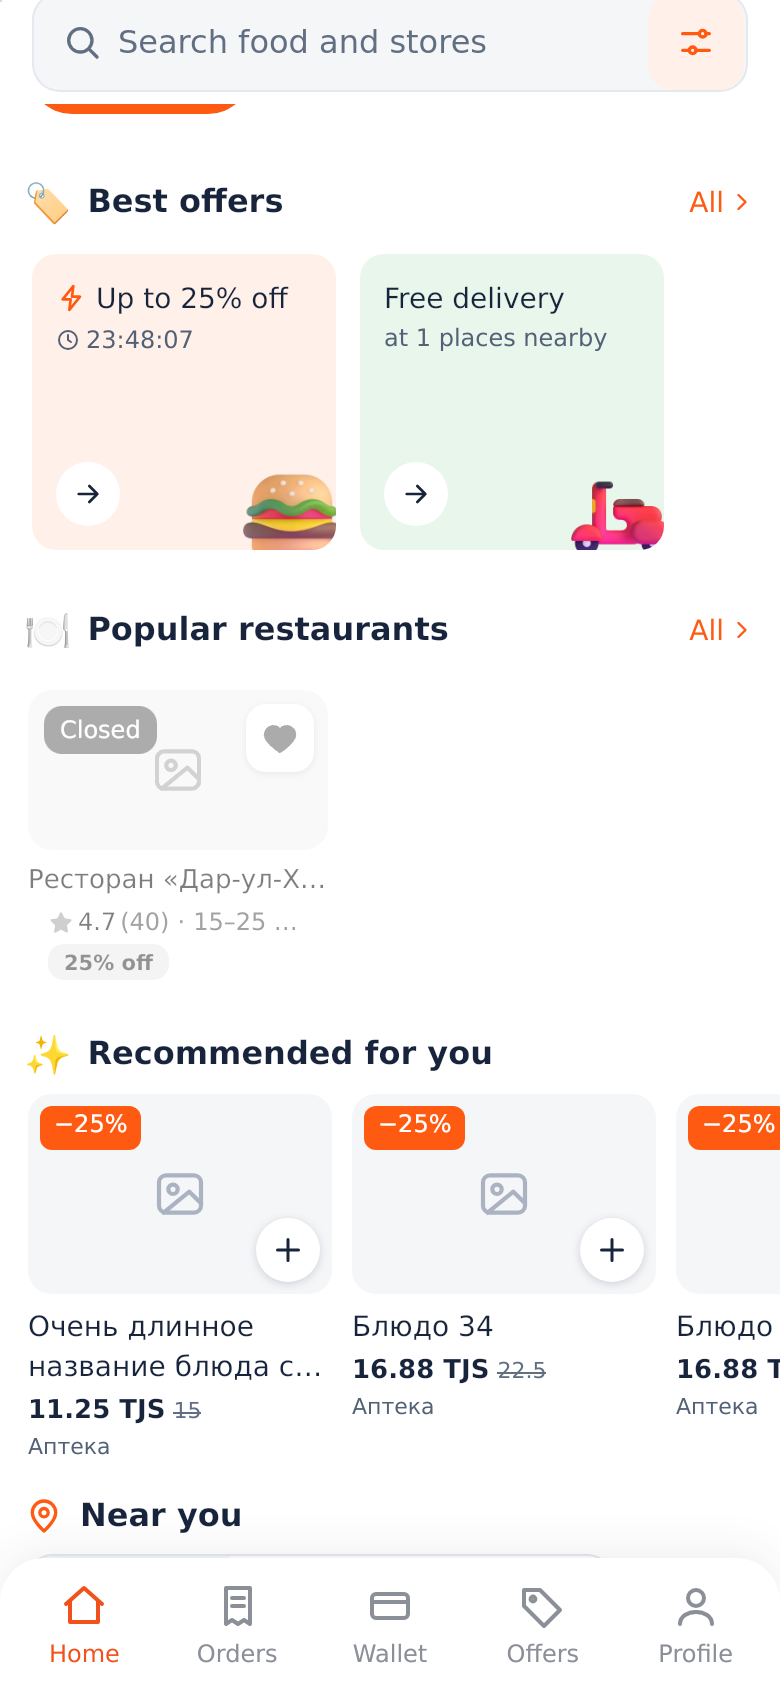 Search food and stores
Best offers
All
Up to 25% off
23:48:07
Free delivery
at 1 places nearby
Popular restaurants
All
Closed
Ресторан «Дар-ул-Х...
4.7 (40) · 15–25 ...
25% off
Recommended for you
−25%
−25%
−25%
Очень длинное
название блюда с...
11.25 TJS 15
Аптека
Блюдо 34
16.88 TJS 22.5
Аптека
Блюдо
16.88 T
Аптека
Near you
Home
Orders
Wallet
Offers
Profile